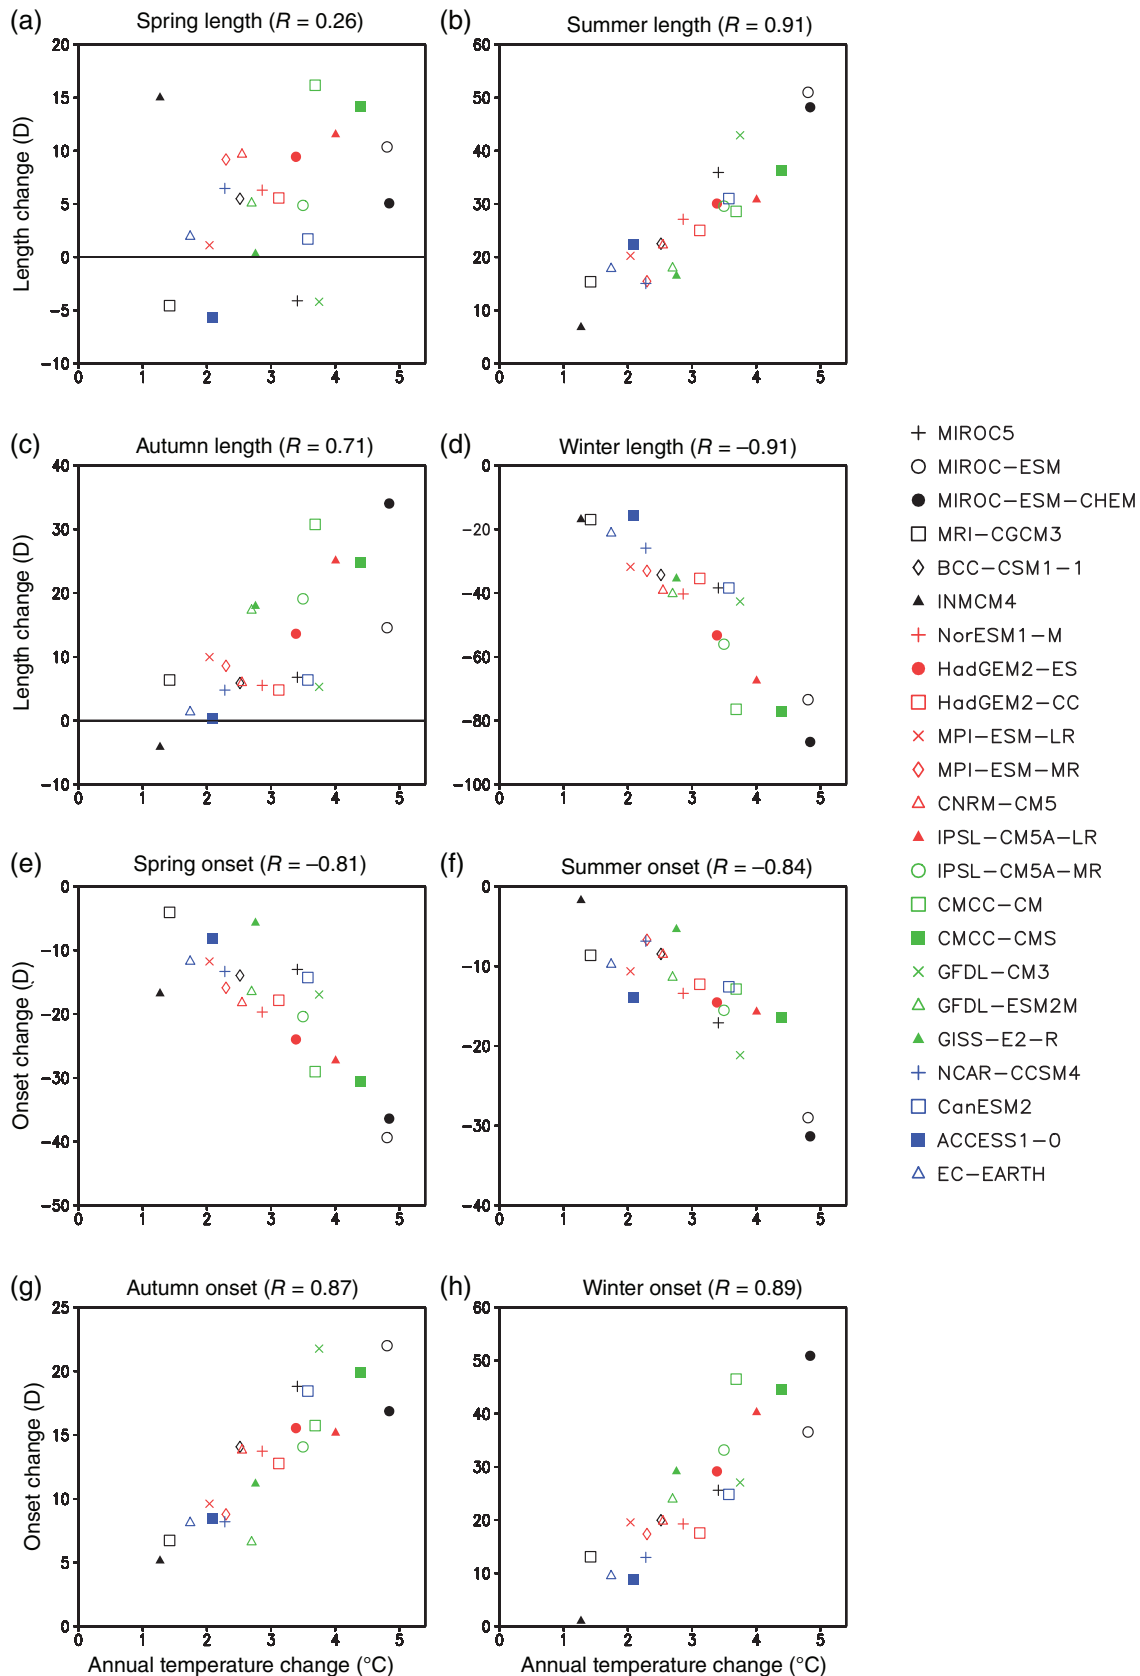 (a) Spring length (R = 0.26)
20
15
10
5
0
−5
−10
Length change (D)
0 1 2 3 4 5
(b) Summer length (R = 0.91)
60
50
40
30
20
10
0
0 1 2 3 4 5
(c) Autumn length (R = 0.71)
40
30
20
10
0
−10
Length change (D)
0 1 2 3 4 5
(d) Winter length (R = −0.91)
0
−20
−40
−60
−80
−100
0 1 2 3 4 5
(e) Spring onset (R = −0.81)
0
−10
−20
−30
−40
−50
Onset change (D)
0 1 2 3 4 5
(f) Summer onset (R = −0.84)
0
−10
−20
−30
−40
0 1 2 3 4 5
(g) Autumn onset (R = 0.87)
25
20
15
10
5
0
Onset change (D)
0 1 2 3 4 5
Annual temperature change (°C)
(h) Winter onset (R = 0.89)
60
50
40
30
20
10
0
0 1 2 3 4 5
Annual temperature change (°C)
MIROC5
MIROC−ESM
MIROC−ESM−CHEM
MRI−CGCM3
BCC−CSM1−1
INMCM4
NorESM1−M
HadGEM2−ES
HadGEM2−CC
MPI−ESM−LR
MPI−ESM−MR
CNRM−CM5
IPSL−CM5A−LR
IPSL−CM5A−MR
CMCC−CM
CMCC−CMS
GFDL−CM3
GFDL−ESM2M
GISS−E2−R
NCAR−CCSM4
CanESM2
ACCESS1−0
EC−EARTH